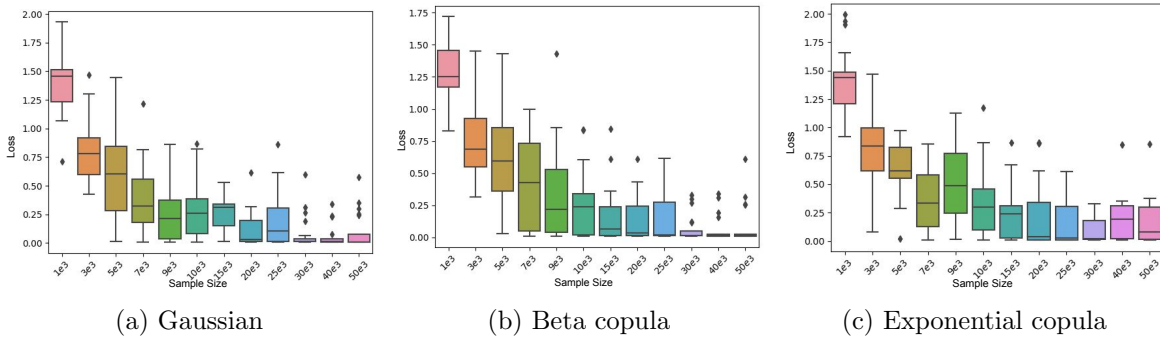 2.00
1.75
1.50
1.25
1.00
0.75
0.50
0.25
0.00
Loss
1e3
3e3
5e3
7e3
9e3
10e3
15e3
20e3
25e3
30e3
40e3
50e3
Sample Size
(a) Gaussian
1.75
1.50
1.25
1.00
0.75
0.50
0.25
0.00
Loss
1e3
3e3
5e3
7e3
9e3
10e3
15e3
20e3
25e3
30e3
40e3
50e3
Sample Size
(b) Beta copula
2.00
1.75
1.50
1.25
1.00
0.75
0.50
0.25
0.00
Loss
1e3
3e3
5e3
7e3
9e3
10e3
15e3
20e3
25e3
30e3
40e3
50e3
Sample Size
(c) Exponential copula